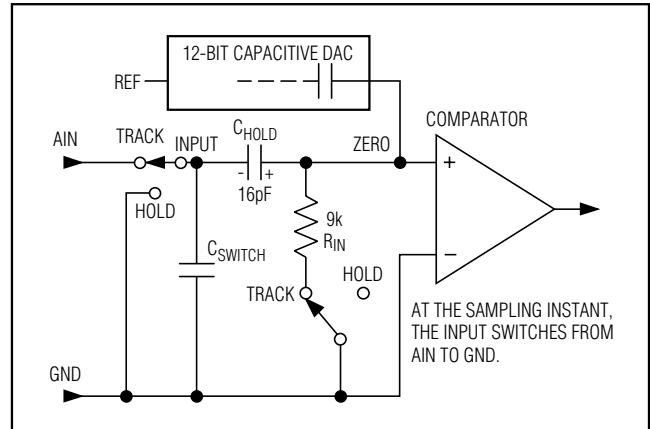 12-BIT CAPACITIVE DAC
REF
COMPARATOR
AIN
TRACK
INPUT
C_HOLD
ZERO
+
- +
16pF
HOLD
9k
R_IN
C_SWITCH
HOLD
TRACK
−
AT THE SAMPLING INSTANT,
THE INPUT SWITCHES FROM
AIN TO GND.
GND